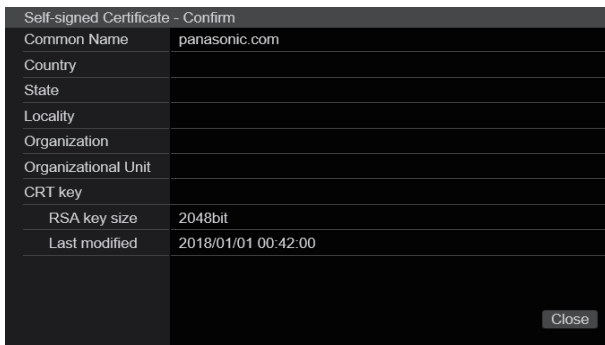 Self-signed Certificate - Confirm
Common Name panasonic.com
Country
State
Locality
Organization
Organizational Unit
CRT key
RSA key size 2048bit
Last modified 2018/01/01 00:42:00
Close